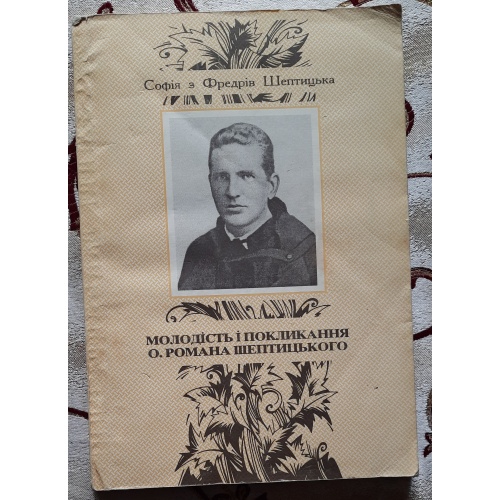 Софія з Фредрів Шептицька
МОЛОДІСТЬ І ПОКЛИКАННЯ
О. РОМАНА ШЕПТИЦЬКОГО